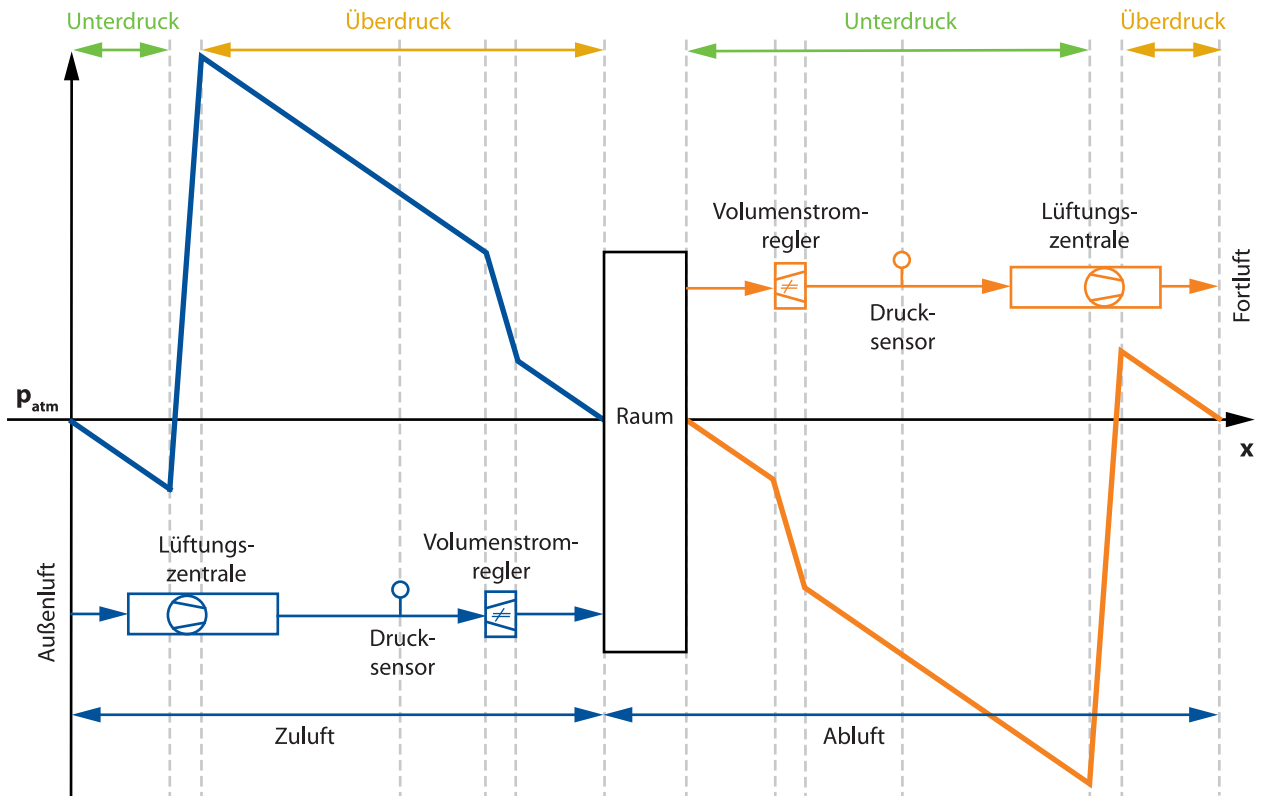 Unterdruck
Überdruck
Unterdruck
Überdruck
Volumenstrom-
regler
Lüftungs-
zentrale
Druck-
sensor
Fortluft
p atm
Raum
x
Außenluft
Lüftungs-
zentrale
Druck-
sensor
Volumenstrom-
regler
Zuluft
Abluft